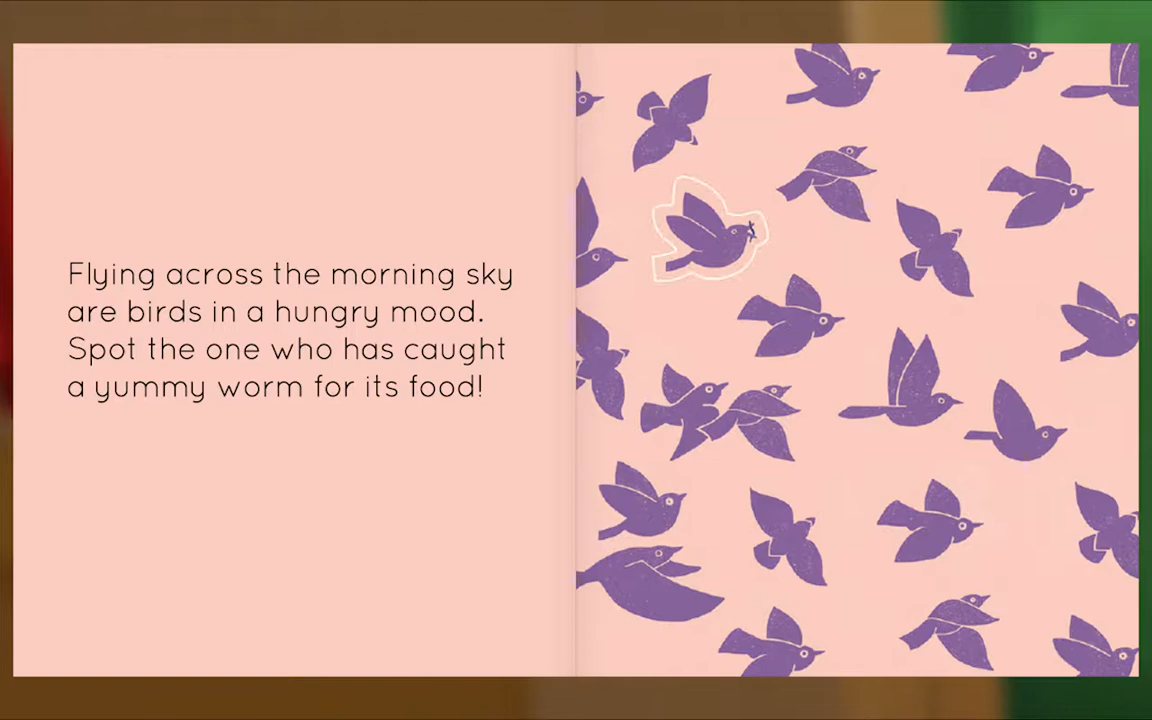 Flying across the morning sky
are birds in a hungry mood.
Spot the one who has caught
a yummy worm for its food!